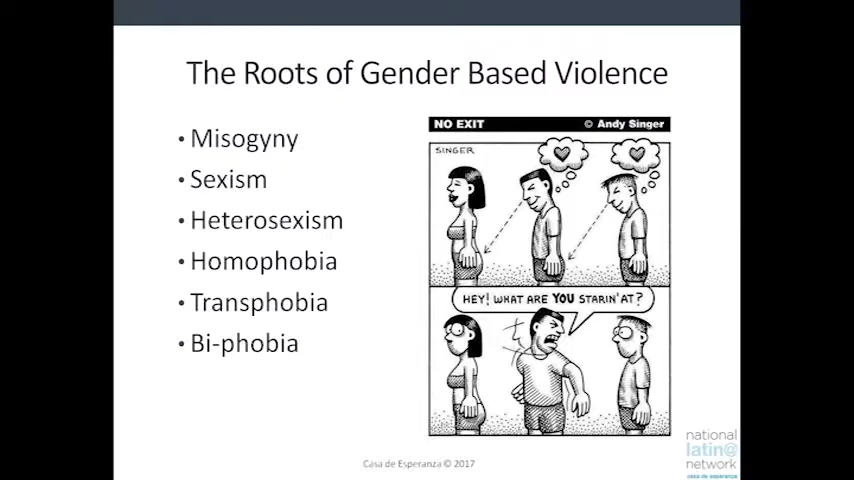 The Roots of Gender Based Violence
• Misogyny
• Sexism
• Heterosexism
• Homophobia
• Transphobia
• Bi-phobia
NO EXIT
© Andy Singer
SINGER
HEY! WHAT ARE YOU STARIN' AT?
Casa de Esperanza © 2017
national
latin@
network
casa de esperanza